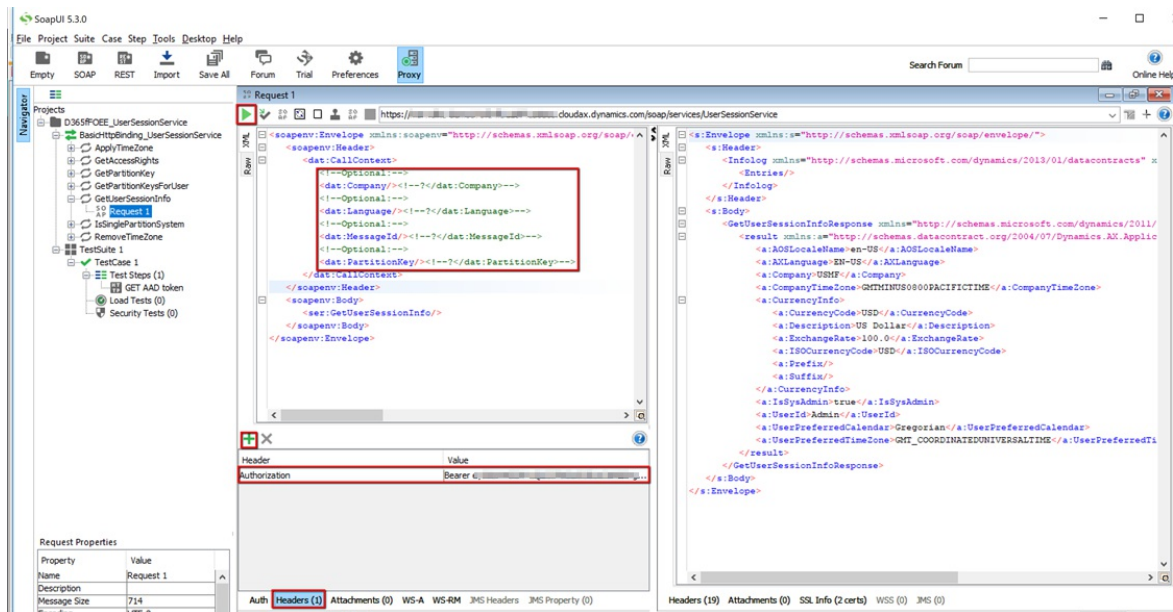 SoapUI 5.3.0
File Project Suite Case Step Tools Desktop Help
Empty SOAP REST Import Save All Forum Trial Preferences Proxy
Search Forum
Online Help
Navigator
Projects
D365fFOEE_UserSessionService
BasicHttpBinding_UserSessionService
ApplyTimeZone
GetAccessRights
GetPartitionKey
GetPartitionKeysForUser
GetUserSessionInfo
Request 1
IsSinglePartitionSystem
RemoveTimeZone
TestSuite 1
TestCase 1
Test Steps (1)
GET AAD token
Load Tests (0)
Security Tests (0)
Request Properties
Property Value
Name Request 1
Description
Message Size 714
Request 1
https:// cloudax.dynamics.com/soap/services/UserSessionService
XML
Raw
<soapenv:Envelope xmlns:soapenv="http://schemas.xmlsoap.org/soap/
<soapenv:Header>
<dat:CallContext>
<!--Optional:-->
<dat:Company/><!--?</dat:Company>-->
<!--Optional:-->
<dat:Language/><!--?</dat:Language>-->
<!--Optional:-->
<dat:MessageId/><!--?</dat:MessageId>-->
<!--Optional:-->
<dat:PartitionKey/><!--?</dat:PartitionKey>-->
</dat:CallContext>
</soapenv:Header>
<soapenv:Body>
<ser:GetUserSessionInfo/>
</soapenv:Body>
</soapenv:Envelope>
Header Value
Authorization Bearer
Auth Headers (1) Attachments (0) WS-A WS-RM JMS Headers JMS Property (0)
XML
Raw
<s:Envelope xmlns:s="http://schemas.xmlsoap.org/soap/envelope/">
<s:Header>
<Infolog xmlns="http://schemas.microsoft.com/dynamics/2013/01/datacontracts" x
<Entries/>
</Infolog>
</s:Header>
<s:Body>
<GetUserSessionInfoResponse xmlns="http://schemas.microsoft.com/dynamics/2011/
<result xmlns:a="http://schemas.datacontract.org/2004/07/Dynamics.AX.Applic
<a:AOSLocaleName>en-US</a:AOSLocaleName>
<a:AXLanguage>EN-US</a:AXLanguage>
<a:Company>USMF</a:Company>
<a:CompanyTimeZone>GMTMINUS0800PACIFICTIME</a:CompanyTimeZone>
<a:CurrencyInfo>
<a:CurrencyCode>USD</a:CurrencyCode>
<a:Description>US Dollar</a:Description>
<a:ExchangeRate>100.0</a:ExchangeRate>
<a:ISOCurrencyCode>USD</a:ISOCurrencyCode>
<a:Prefix/>
<a:Suffix/>
</a:CurrencyInfo>
<a:IsSysAdmin>true</a:IsSysAdmin>
<a:UserId>Admin</a:UserId>
<a:UserPreferredCalendar>Gregorian</a:UserPreferredCalendar>
<a:UserPreferredTimeZone>GMT_COORDINATEDUNIVERSALTIME</a:UserPreferredTi
</result>
</GetUserSessionInfoResponse>
</s:Body>
</s:Envelope>
Headers (19) Attachments (0) SSL Info (2 certs) WSS (0) JMS (0)